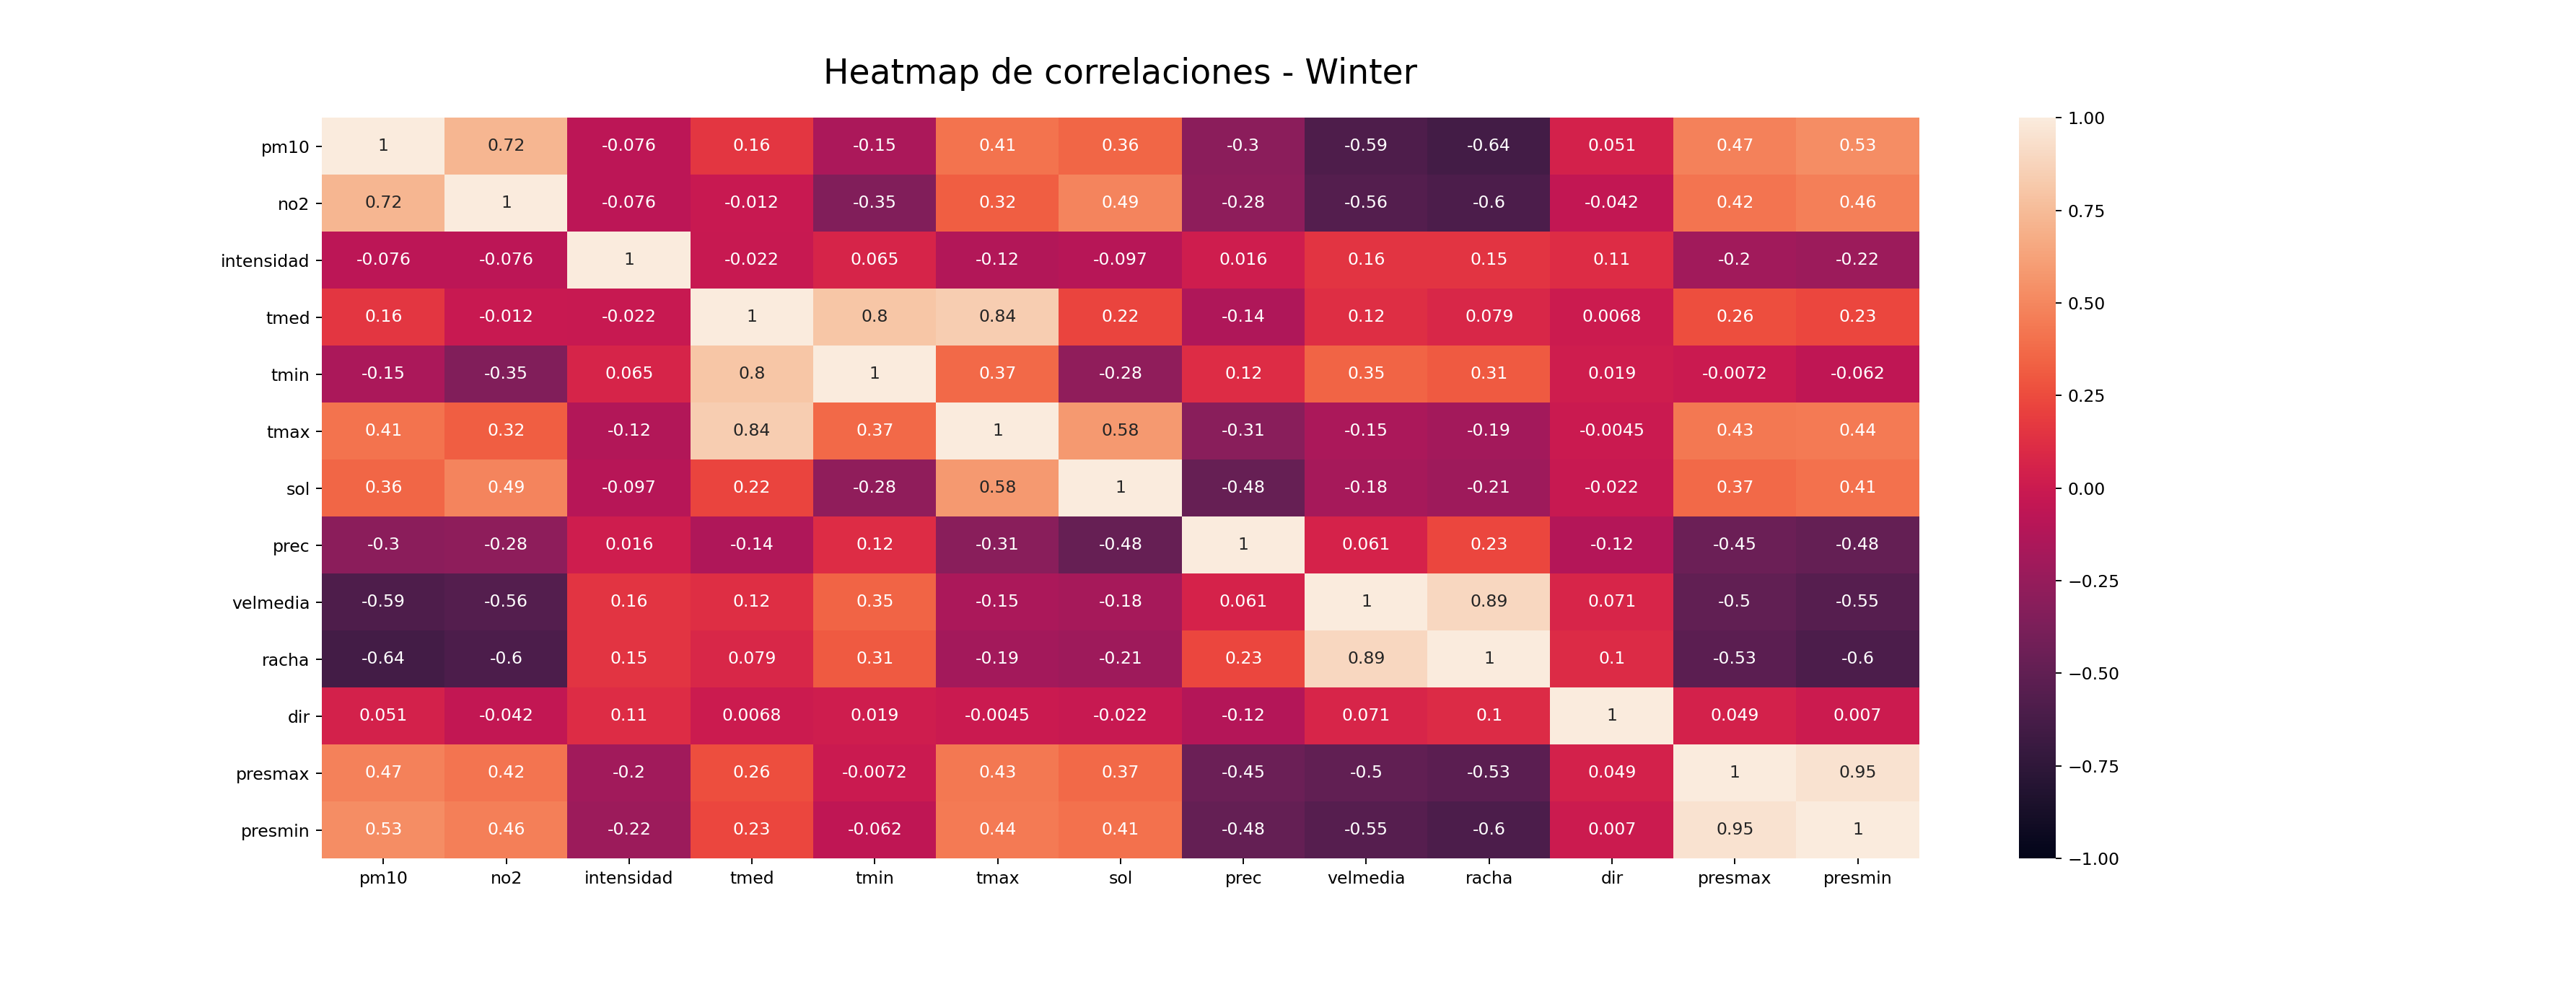 Heatmap de correlaciones - Winter
pm10 1 0.72 -0.076 0.16 -0.15 0.41 0.36 -0.3 -0.59 -0.64 0.051 0.47 0.53
no2 0.72 1 -0.076 -0.012 -0.35 0.32 0.49 -0.28 -0.56 -0.6 -0.042 0.42 0.46
intensidad -0.076 -0.076 1 -0.022 0.065 -0.12 -0.097 0.016 0.16 0.15 0.11 -0.2 -0.22
tmed 0.16 -0.012 -0.022 1 0.8 0.84 0.22 -0.14 0.12 0.079 0.0068 0.26 0.23
tmin -0.15 -0.35 0.065 0.8 1 0.37 -0.28 0.12 0.35 0.31 0.019 -0.0072 -0.062
tmax 0.41 0.32 -0.12 0.84 0.37 1 0.58 -0.31 -0.15 -0.19 -0.0045 0.43 0.44
sol 0.36 0.49 -0.097 0.22 -0.28 0.58 1 -0.48 -0.18 -0.21 -0.022 0.37 0.41
prec -0.3 -0.28 0.016 -0.14 0.12 -0.31 -0.48 1 0.061 0.23 -0.12 -0.45 -0.48
velmedia -0.59 -0.56 0.16 0.12 0.35 -0.15 -0.18 0.061 1 0.89 0.071 -0.5 -0.55
racha -0.64 -0.6 0.15 0.079 0.31 -0.19 -0.21 0.23 0.89 1 0.1 -0.53 -0.6
dir 0.051 -0.042 0.11 0.0068 0.019 -0.0045 -0.022 -0.12 0.071 0.1 1 0.049 0.007
presmax 0.47 0.42 -0.2 0.26 -0.0072 0.43 0.37 -0.45 -0.5 -0.53 0.049 1 0.95
presmin 0.53 0.46 -0.22 0.23 -0.062 0.44 0.41 -0.48 -0.55 -0.6 0.007 0.95 1
pm10 no2 intensidad tmed tmin tmax sol prec velmedia racha dir presmax presmin
1.00
0.75
0.50
0.25
0.00
−0.25
−0.50
−0.75
−1.00